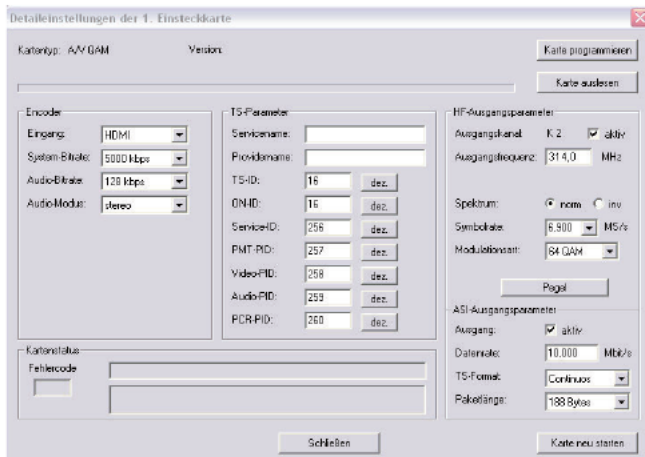 Detaileinstellungen der 1. Einsteckkarte
Kartentyp: A/V QAM
Version:
Karte programmieren
Karte auslesen
Encoder
Eingang: HDMI
System-Bitrate: 5000 kbps
Audio-Bitrate: 128 kbps
Audio-Modus: stereo
TS-Parameter
Servicename:
Providername:
TS-ID: 16 dez.
ON-ID: 16 dez.
Service-ID: 256 dez.
PMT-PID: 257 dez.
Video-PID: 258 dez.
Audio-PID: 259 dez.
PCR-PID: 260 dez.
HF-Ausgangsparameter
Ausgangskanal: K 2 aktiv
Ausgangsfrequenz: 314,0 MHz
Spektrum: norm inv
Symbolrate: 6.900 MS/s
Modulationsart: 64 QAM
Pegel
ASI-Ausgangsparameter
Ausgang: aktiv
Datenrate: 10.000 Mbit/s
TS-Format: Continuos
Paketlänge: 188 Bytes
Kartenstatus
Fehlercode
Schließen
Karte neu starten